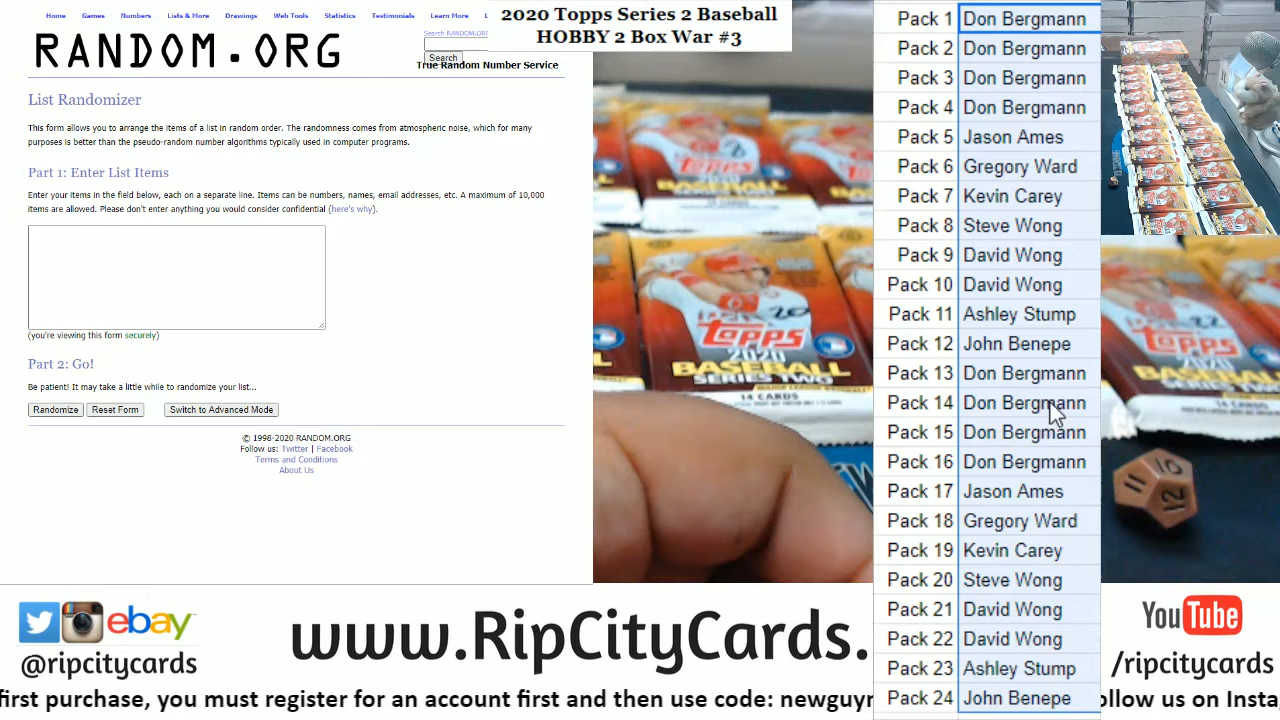 Home Games Numbers Lists & More Drawings Web Tools Statistics Testimonials Learn More L
Search RANDOM.ORG
Search
RANDOM.ORG
True Random Number Service
2020 Topps Series 2 Baseball
HOBBY 2 Box War #3
List Randomizer
This form allows you to arrange the items of a list in random order. The randomness comes from atmospheric noise, which for many
purposes is better than the pseudo-random number algorithms typically used in computer programs.
Part 1: Enter List Items
Enter your items in the field below, each on a separate line. Items can be numbers, names, email addresses, etc. A maximum of 10,000
items are allowed. Please don't enter anything you would consider confidential (here's why).
(you're viewing this form securely)
Part 2: Go!
Be patient! It may take a little while to randomize your list...
Randomize Reset Form Switch to Advanced Mode
© 1998-2020 RANDOM.ORG
Follow us: Twitter | Facebook
Terms and Conditions
About Us
20
Topps
2020
BASEBALL
SERIES TWO
14 CARDS
Pack 1 Don Bergmann
Pack 2 Don Bergmann
Pack 3 Don Bergmann
Pack 4 Don Bergmann
Pack 5 Jason Ames
Pack 6 Gregory Ward
Pack 7 Kevin Carey
Pack 8 Steve Wong
Pack 9 David Wong
Pack 10 David Wong
Pack 11 Ashley Stump
Pack 12 John Benepe
Pack 13 Don Bergmann
Pack 14 Don Bergmann
Pack 15 Don Bergmann
Pack 16 Don Bergmann
Pack 17 Jason Ames
Pack 18 Gregory Ward
Pack 19 Kevin Carey
Pack 20 Steve Wong
Pack 21 David Wong
Pack 22 David Wong
Pack 23 Ashley Stump
Pack 24 John Benepe
22
Topps
2020
BASEBALL
11 10
12
ebay
@ripcitycards
www.RipCityCards.
YouTube
/ripcitycards
first purchase, you must register for an account first and then use code: newguyr
ollow us on Insta